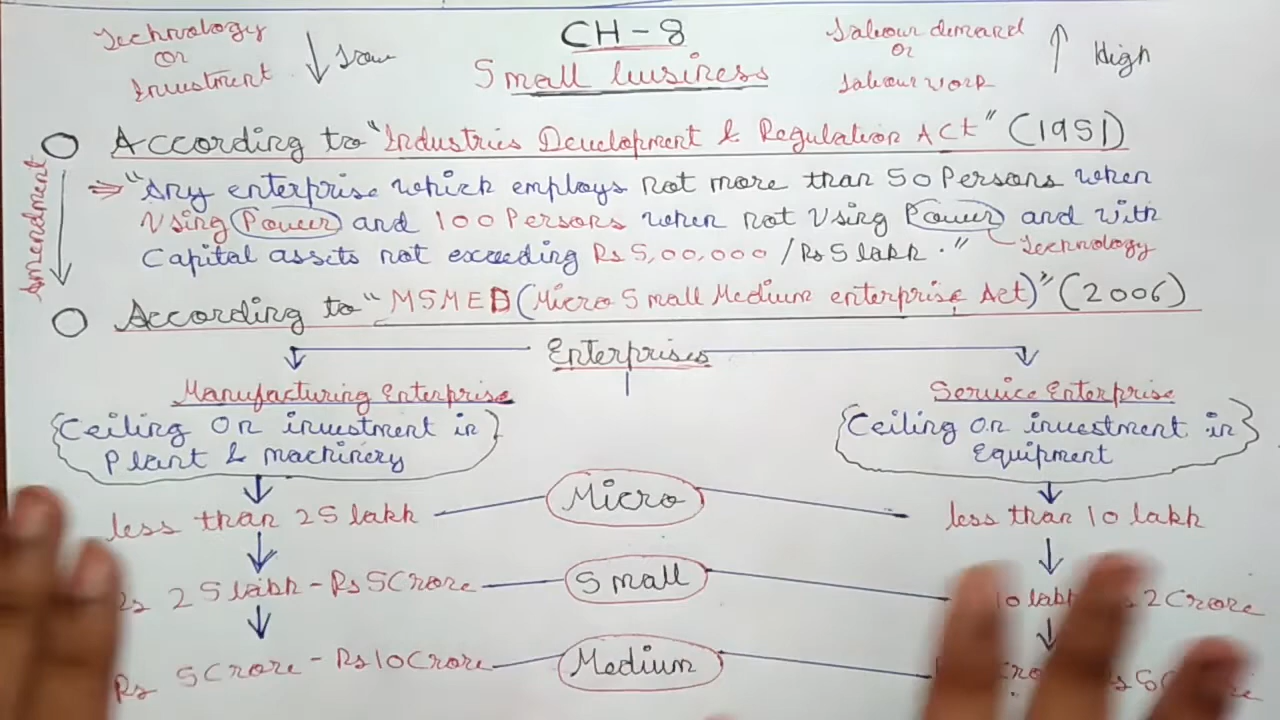 CH-8
Small business
Technology
or
Investment
Low
Labour demand
or
Labour work
High
Amendment
According to "Industries Development & Regulation Act" (1951)
⇒ "Any enterprise which employs not more than 50 Persons when
Using Power and 100 Persons when not Using Power and with
Capital assets not exceeding Rs 5,00,000 / Rs 5 lakh."
Technology
According to "MSMED (Micro Small Medium enterprise Act)" (2006)
Enterprises
Manufacturing Enterprise
Service Enterprise
{Ceiling on investment in
Plant & machinery}
{Ceiling on investment in
Equipment}
less than 25 lakh
Micro
less than 10 lakh
Rs 25 lakh - Rs 5 Crore
Small
10 lakh 2 Crore
Rs 5 Crore - Rs 10 Crore
Medium